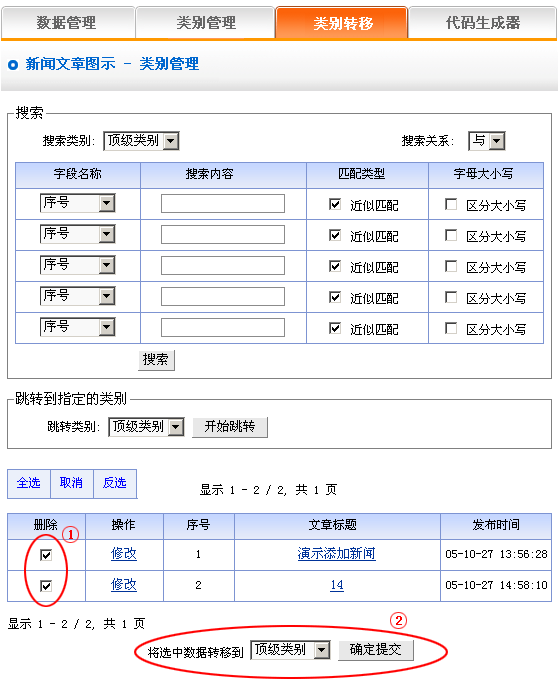 数据管理 类别管理 类别转移 代码生成器
新闻文章图示 - 类别管理
搜索
搜索类别: 顶级类别 搜索关系: 与
字段名称 搜索内容 匹配类型 字母大小写
序号 近似匹配 区分大小写
序号 近似匹配 区分大小写
序号 近似匹配 区分大小写
序号 近似匹配 区分大小写
序号 近似匹配 区分大小写
搜索
跳转到指定的类别
跳转类别: 顶级类别 开始跳转
全选 取消 反选
显示 1 - 2 / 2, 共 1 页
删除 操作 序号 文章标题 发布时间
①
修改 1 演示添加新闻 05-10-27 13:56:28
修改 2 14 05-10-27 14:58:10
显示 1 - 2 / 2, 共 1 页
②
将选中数据转移到 顶级类别 确定提交